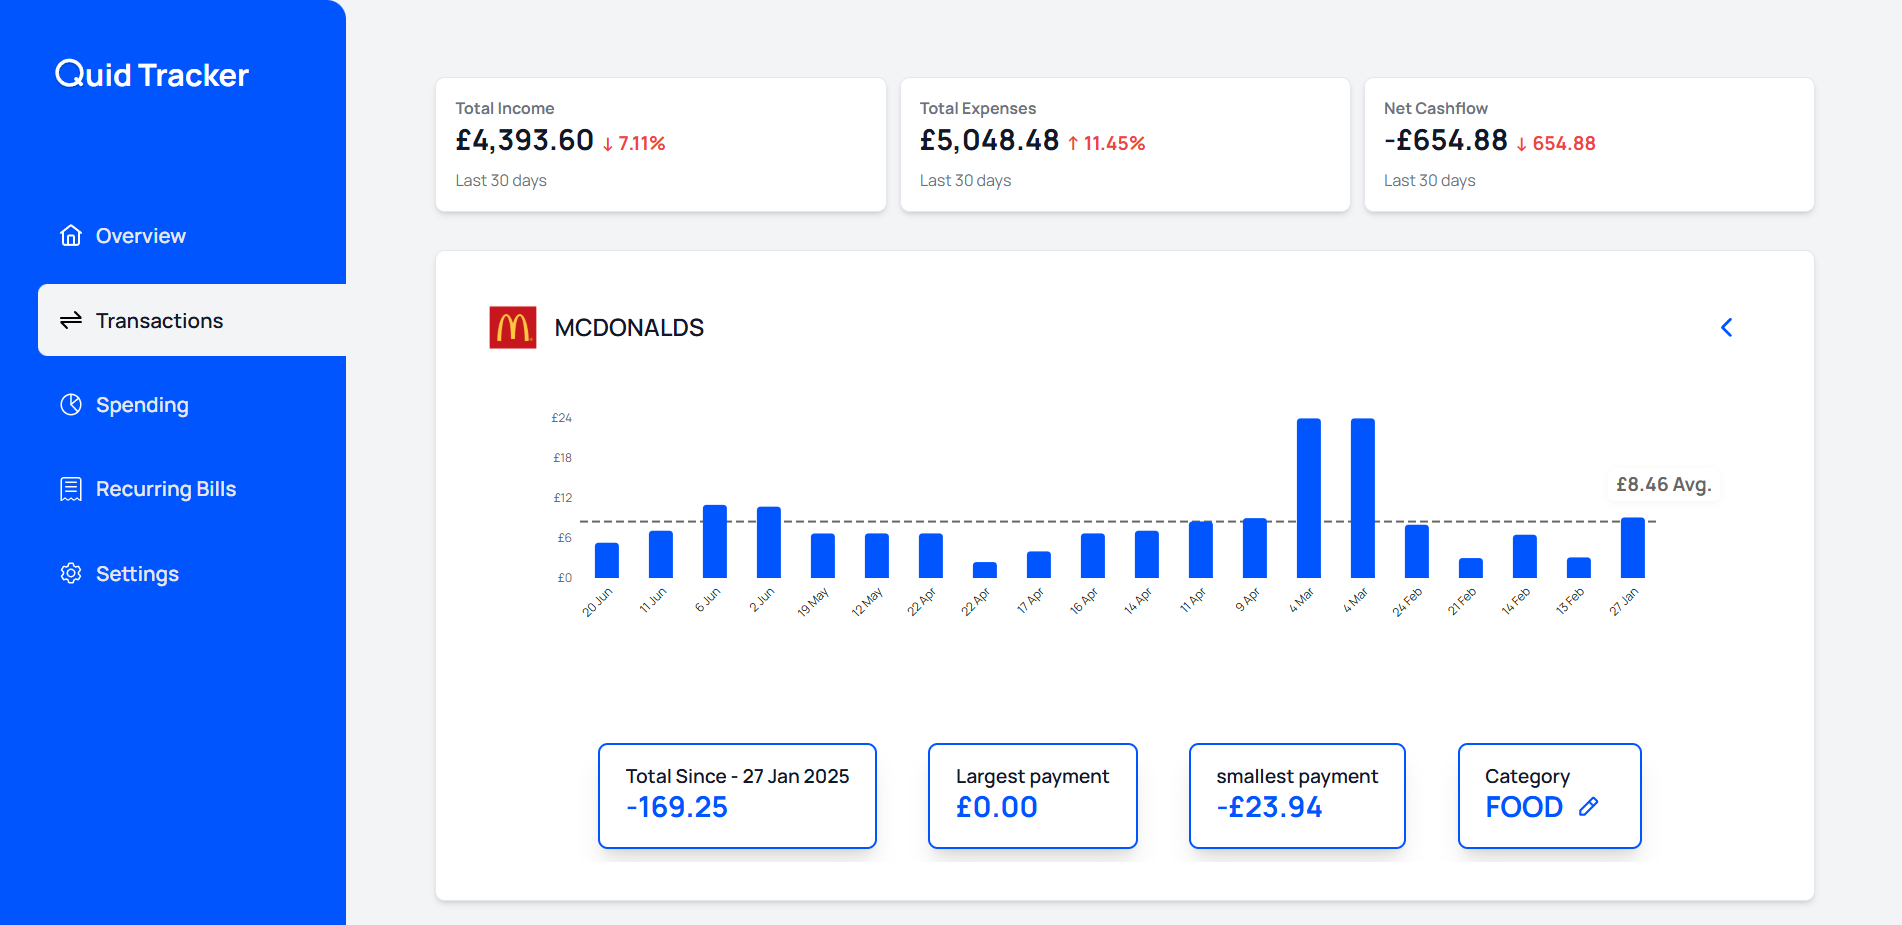 Quid Tracker
Overview
Transactions
Spending
Recurring Bills
Settings
Total Income
£4,393.60 ↓ 7.11%
Last 30 days
Total Expenses
£5,048.48 ↑ 11.45%
Last 30 days
Net Cashflow
-£654.88 ↓ 654.88
Last 30 days
MCDONALDS
£24
£18
£12
£6
£0
£8.46 Avg.
20 Jun
11 Jun
6 Jun
2 Jun
19 May
12 May
22 Apr
22 Apr
17 Apr
16 Apr
14 Apr
11 Apr
9 Apr
4 Mar
4 Mar
24 Feb
21 Feb
14 Feb
13 Feb
27 Jan
Total Since - 27 Jan 2025
-169.25
Largest payment
£0.00
smallest payment
-£23.94
Category
FOOD